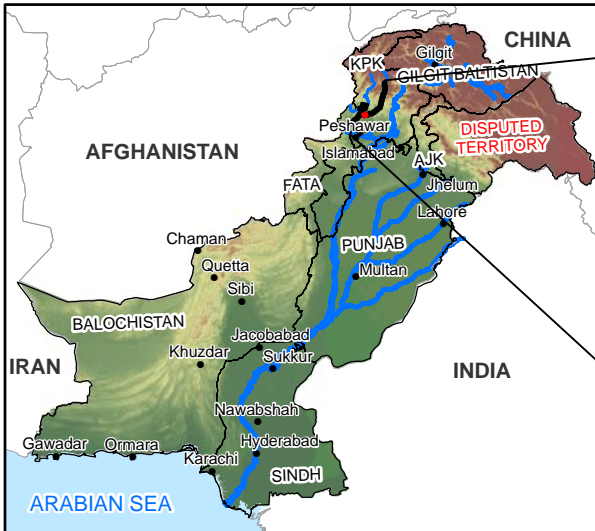 CHINA
Gilgit
KPK
GILGIT BALTISTAN
Peshawar
DISPUTED
TERRITORY
Islamabad
AFGHANISTAN
AJK
FATA
Jhelum
Lahore
Chaman
PUNJAB
Quetta
Multan
Sibi
BALOCHISTAN
Jacobabad
IRAN
Khuzdar
Sukkur
INDIA
Nawabshah
Gawadar
Ormara
Hyderabad
Karachi
SINDH
ARABIAN SEA